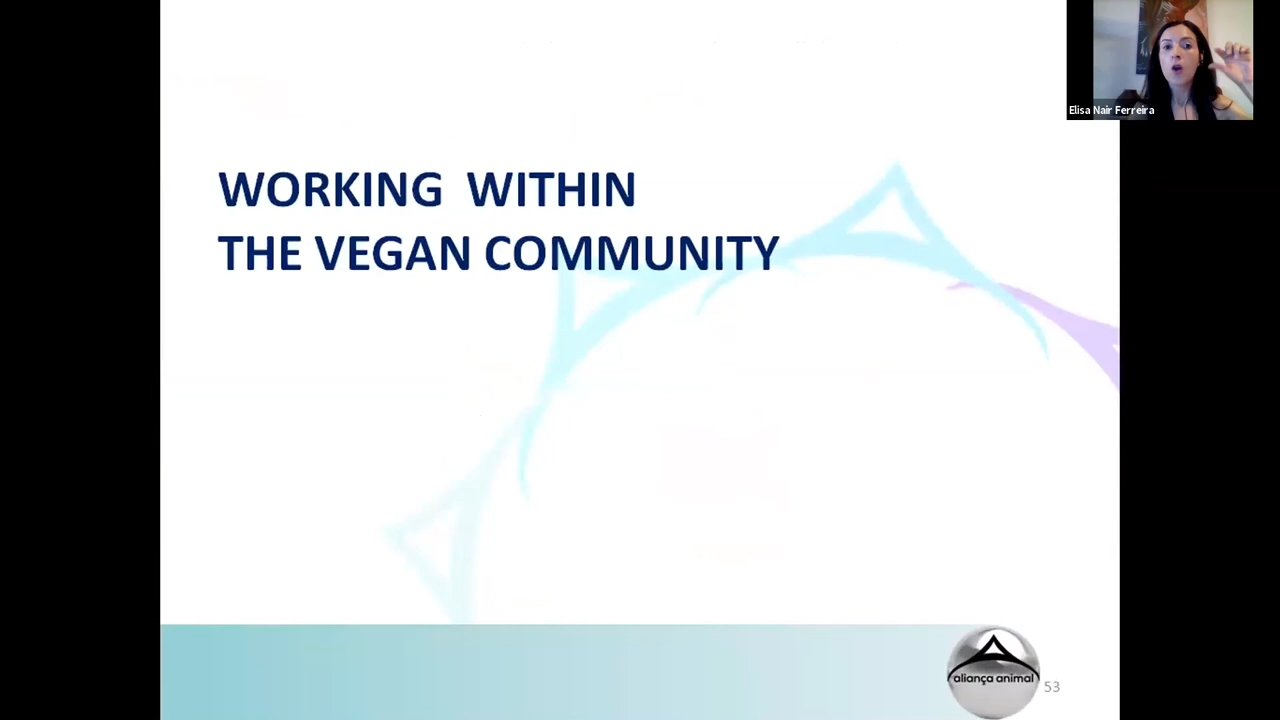 Elisa Nair Ferreira
WORKING WITHIN
THE VEGAN COMMUNITY
aliança animal
53